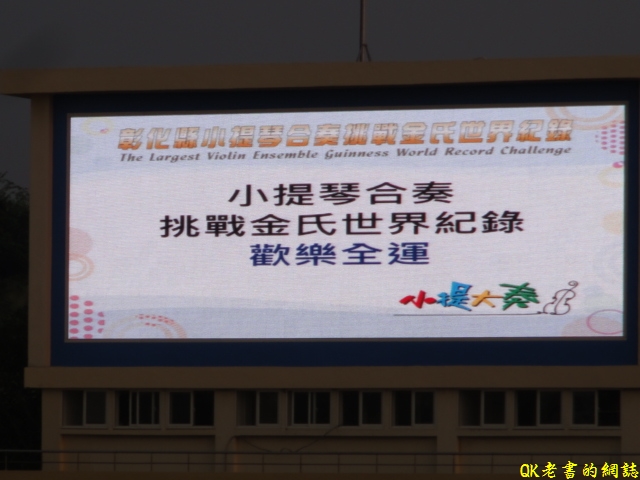 彰化縣小提琴合奏挑戰金氏世界紀錄
The Largest Violin Ensemble Guinness World Record Challenge
小提琴合奏
挑戰金氏世界紀錄
歡樂全運
小提大奏
QK老書的網誌